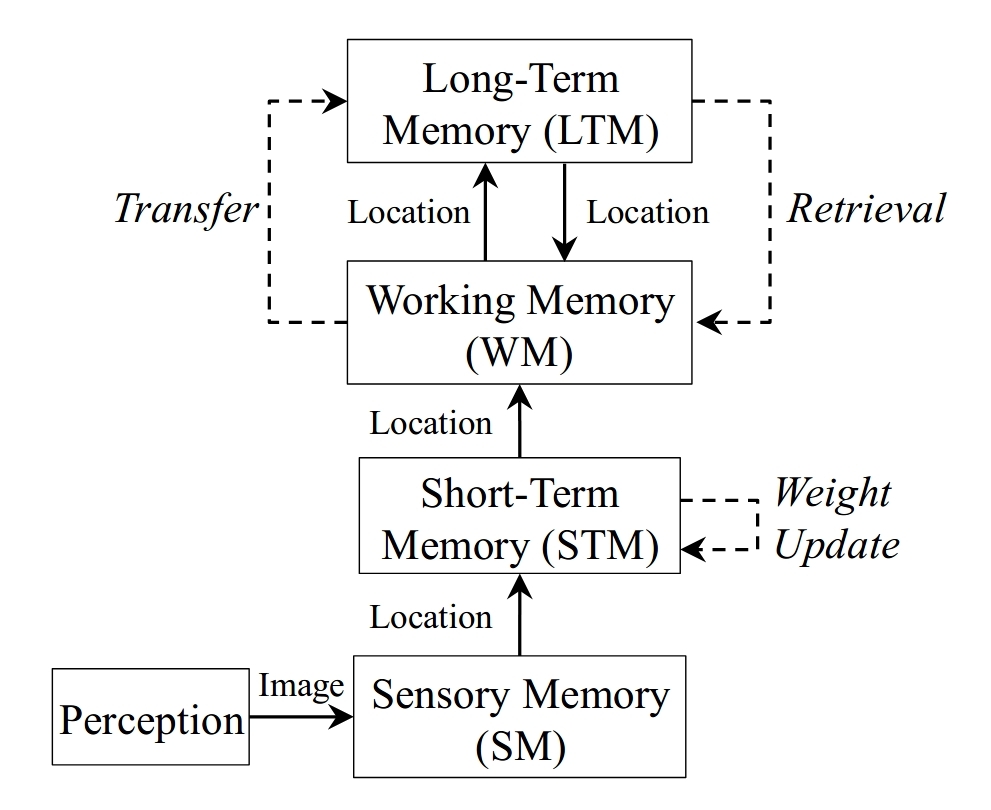 Long-Term
Memory (LTM)
Transfer
Location
Location
Retrieval
Working Memory
(WM)
Location
Short-Term
Memory (STM)
Weight
Update
Location
Perception
Image
Sensory Memory
(SM)